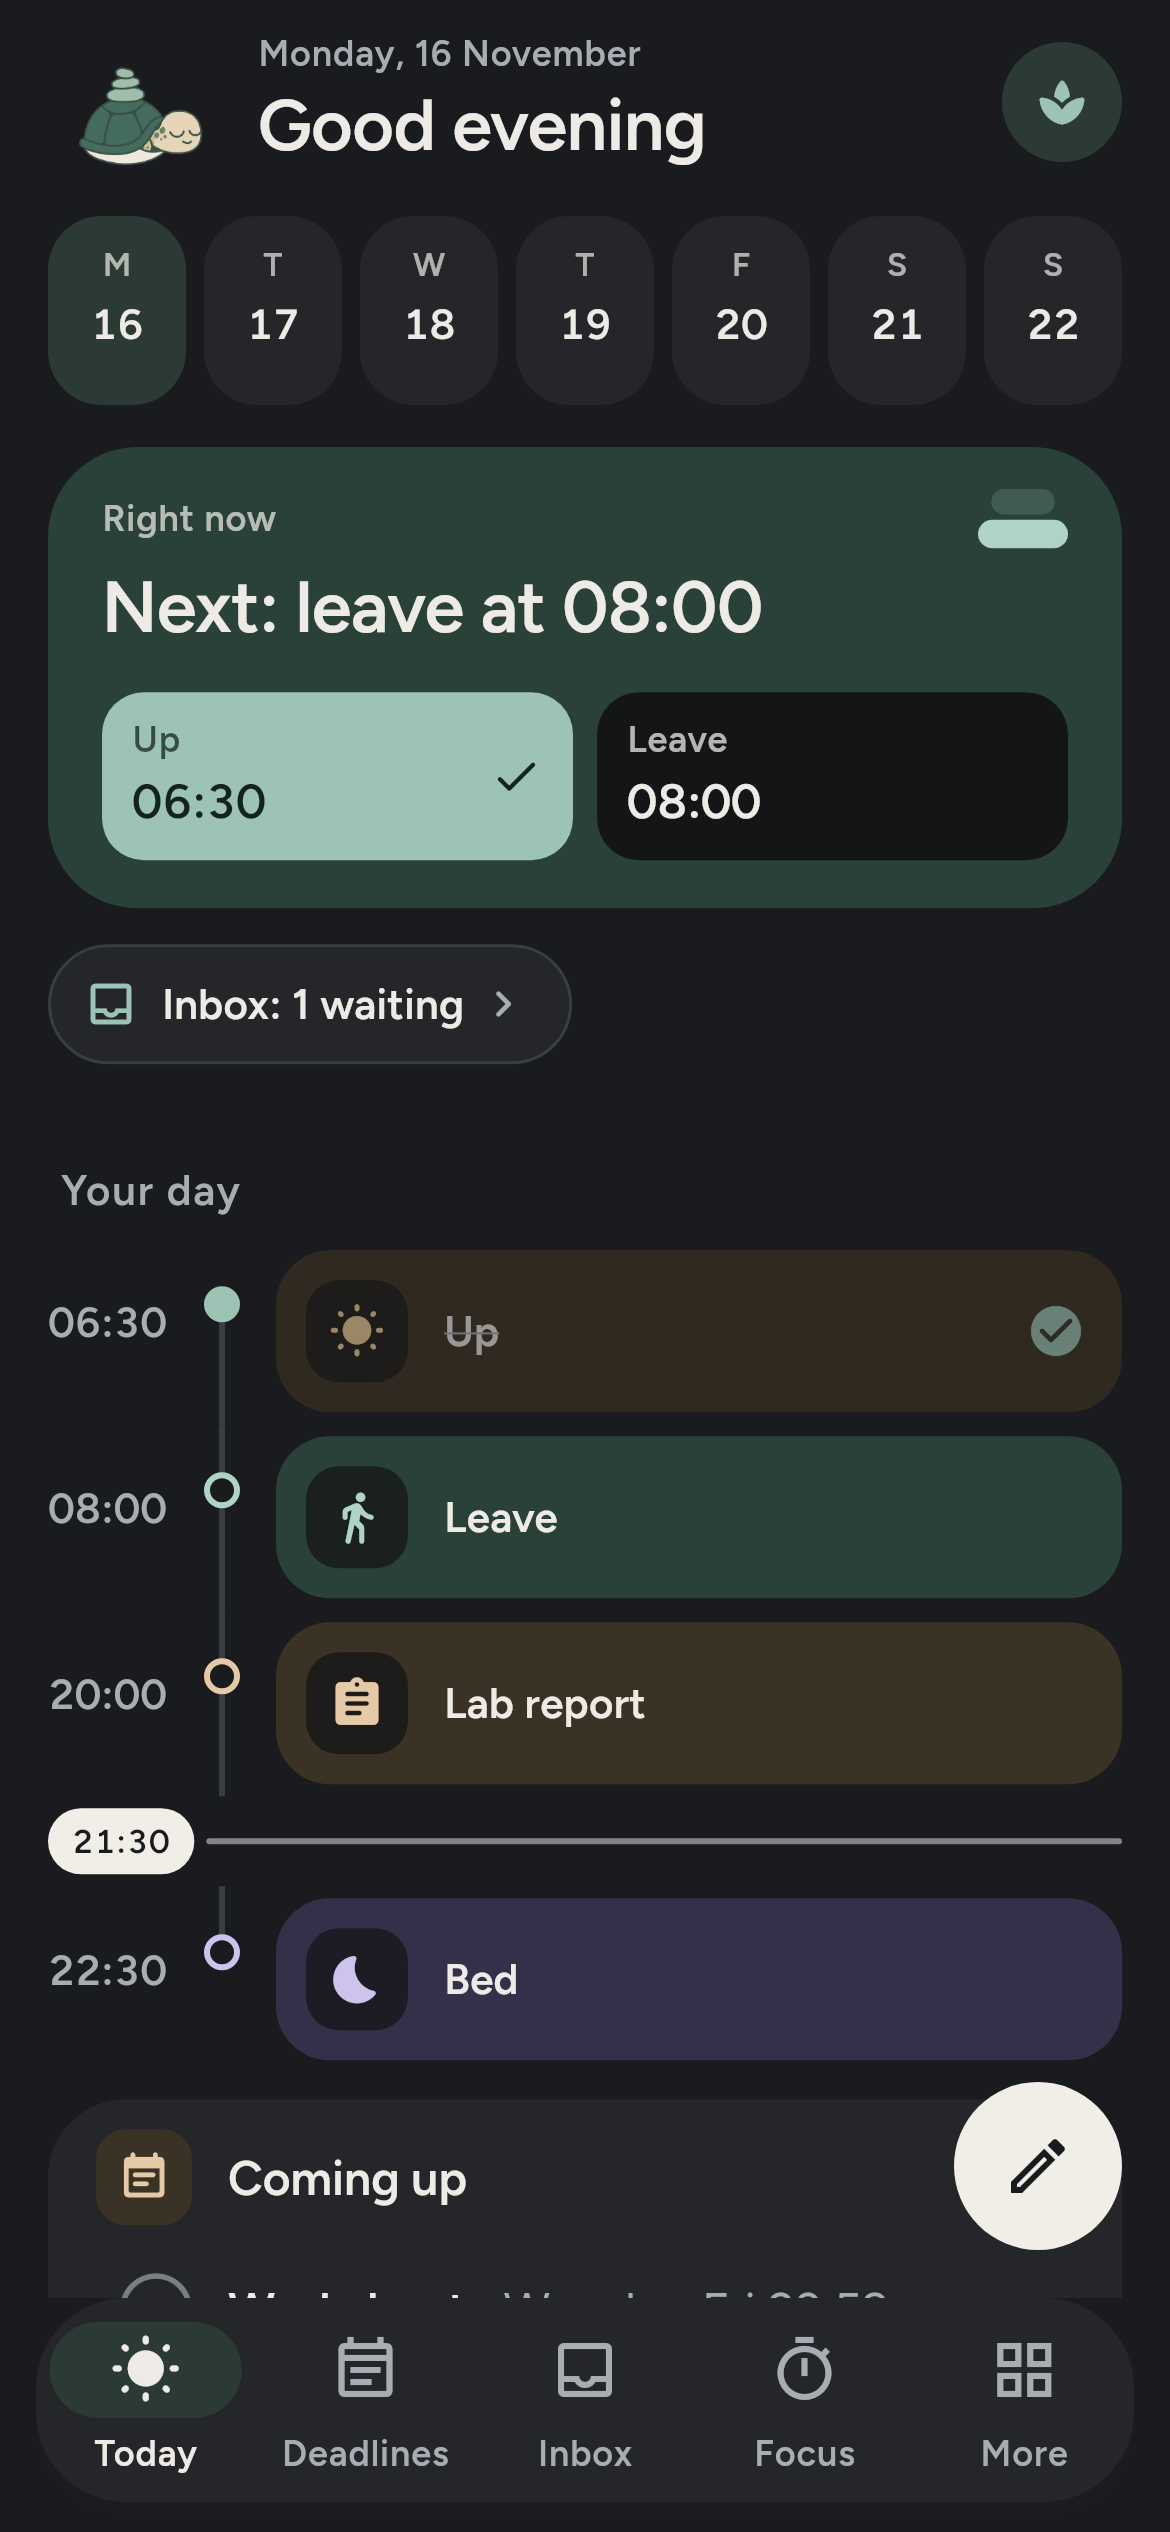 Monday, 16 November
Good evening
M T W T F S S
16 17 18 19 20 21 22
Right now
Next: leave at 08:00
Up
06:30
Leave
08:00
Inbox: 1 waiting
Your day
06:30 Up
08:00 Leave
20:00 Lab report
21:30
22:30 Bed
Coming up
Today Deadlines Inbox Focus More